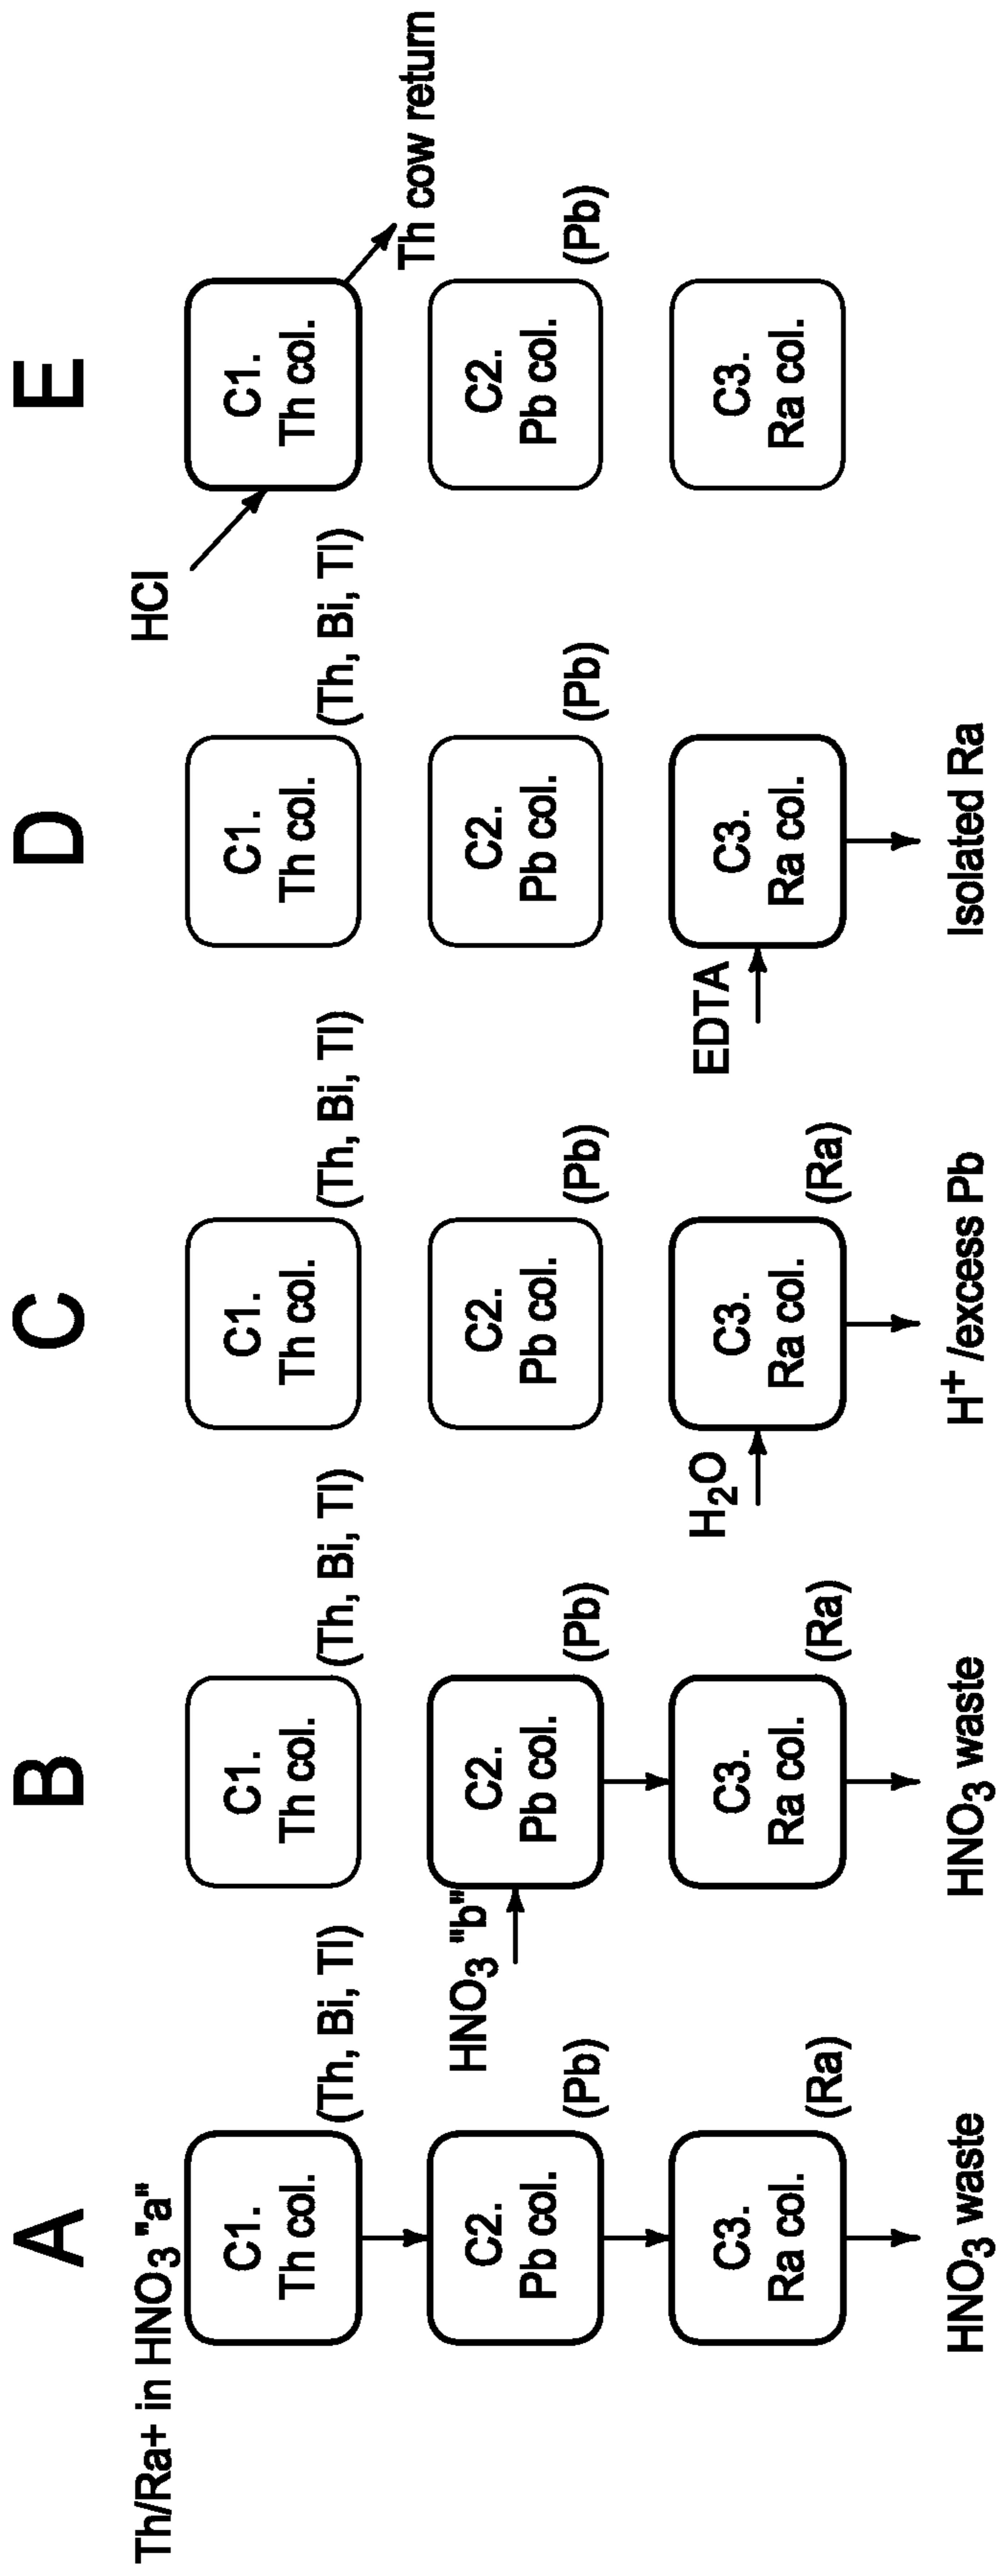 A
Th/Ra+ in HNO3 "a"
C1.
Th col.
(Th, Bi, Tl)
C2.
Pb col.
(Pb)
C3.
Ra col.
(Ra)
HNO3 waste
B
C1.
Th col.
(Th, Bi, Tl)
HNO3 "b"
C2.
Pb col.
(Pb)
C3.
Ra col.
(Ra)
HNO3 waste
C
C1.
Th col.
(Th, Bi, Tl)
C2.
Pb col.
(Pb)
H2O
C3.
Ra col.
(Ra)
H+/excess Pb
D
C1.
Th col.
(Th, Bi, Tl)
C2.
Pb col.
(Pb)
EDTA
C3.
Ra col.
Isolated Ra
E
HCl
C1.
Th col.
Th cow return
C2.
Pb col.
(Pb)
C3.
Ra col.